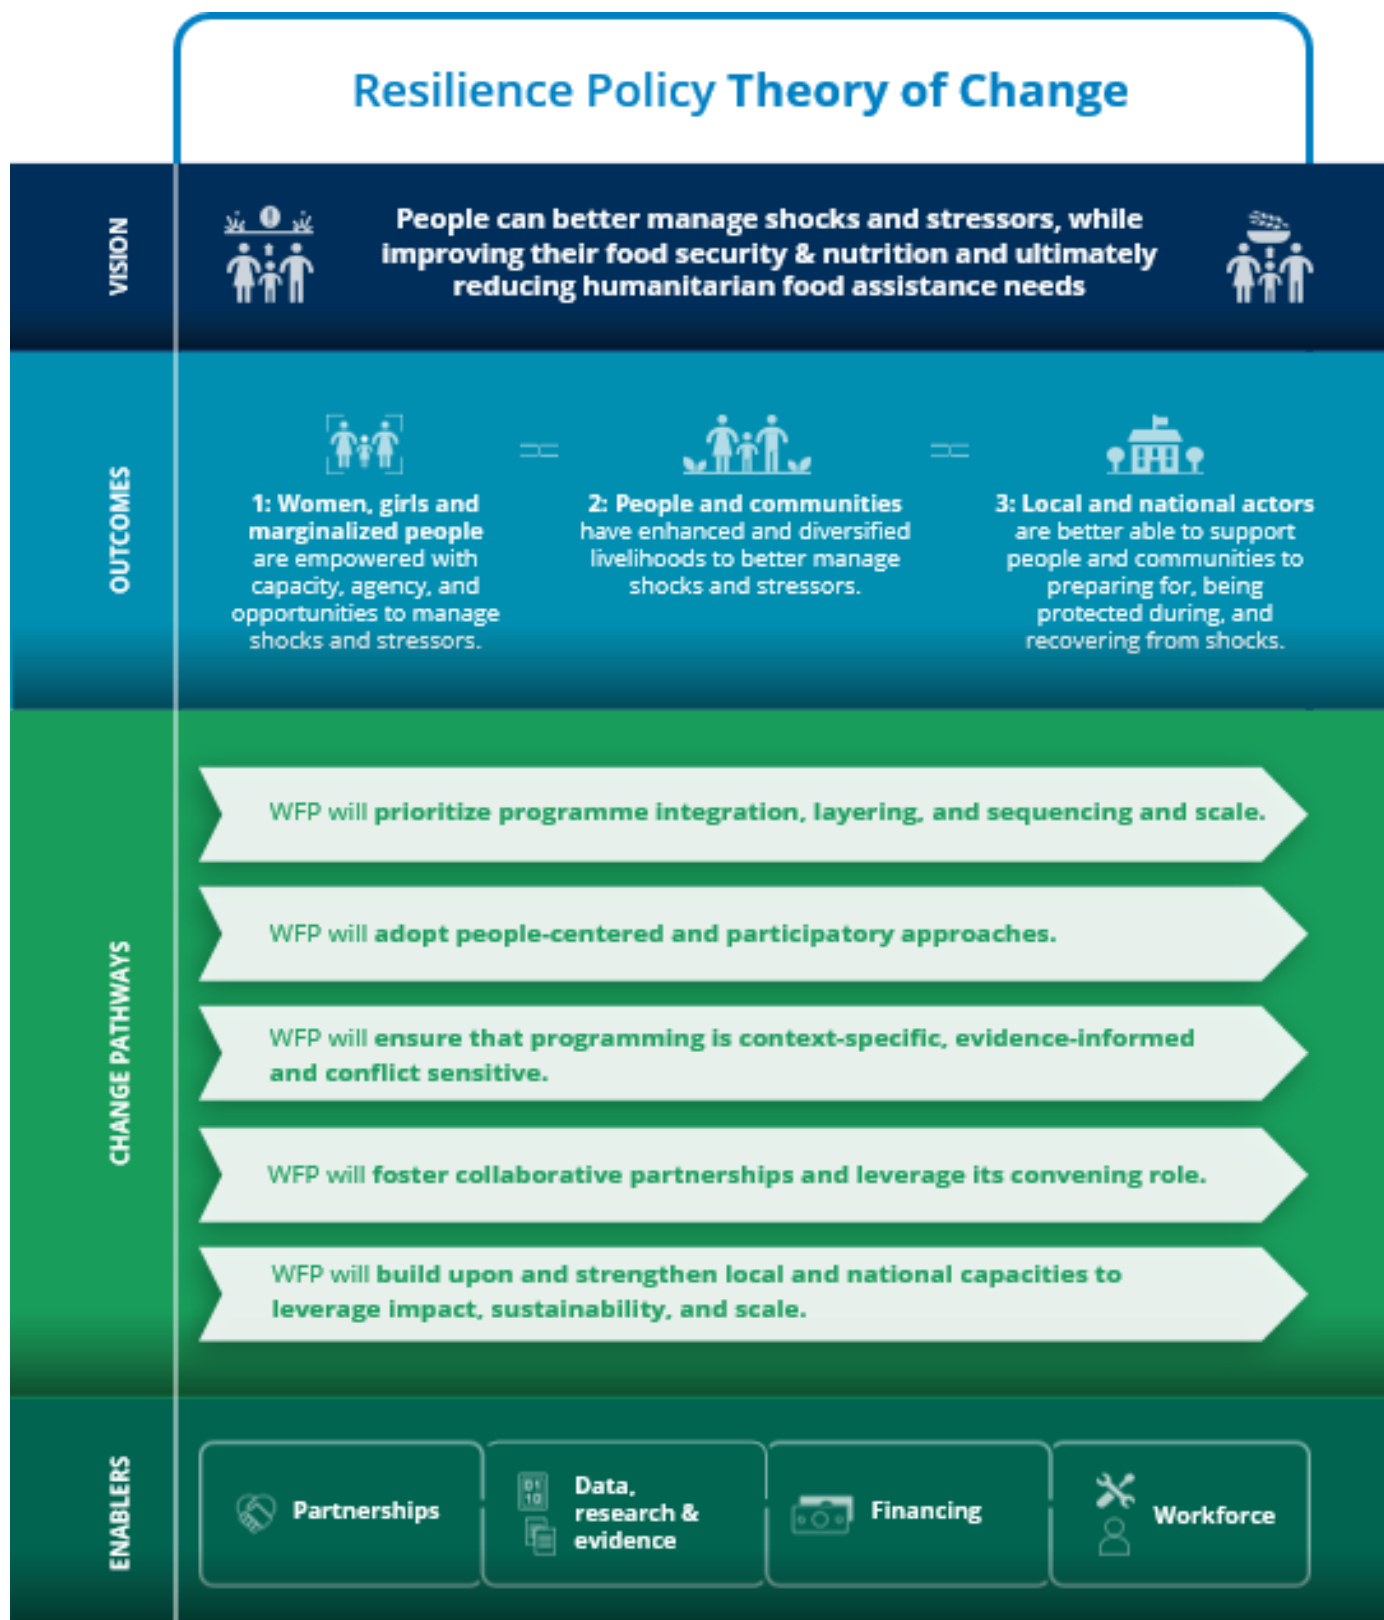 Resilience Policy Theory of Change
VISION
People can better manage shocks and stressors, while
improving their food security & nutrition and ultimately
reducing humanitarian food assistance needs
OUTCOMES
1: Women, girls and
marginalized people
are empowered with
capacity, agency, and
opportunities to manage
shocks and stressors.
2: People and communities
have enhanced and diversified
livelihoods to better manage
shocks and stressors.
3: Local and national actors
are better able to support
people and communities to
preparing for, being
protected during, and
recovering from shocks.
CHANGE PATHWAYS
WFP will prioritize programme integration, layering, and sequencing and scale.
WFP will adopt people-centered and participatory approaches.
WFP will ensure that programming is context-specific, evidence-informed
and conflict sensitive.
WFP will foster collaborative partnerships and leverage its convening role.
WFP will build upon and strengthen local and national capacities to
leverage impact, sustainability, and scale.
ENABLERS
Partnerships
01
10
Data,
research &
evidence
Financing
Workforce